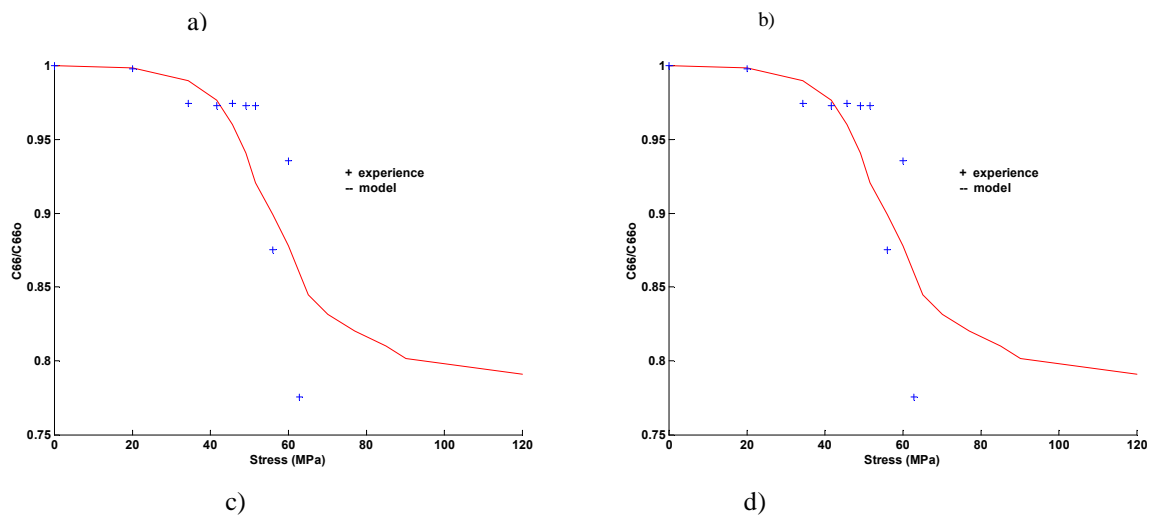 a)
b)
1
0.95
0.9
0.85
0.8
0.75
C66/C66o
+ experience
-- model
0 20 40 60 80 100 120
Stress (MPa)
1
0.95
0.9
0.85
0.8
0.75
C66/C66o
+ experience
-- model
0 20 40 60 80 100 120
Stress (MPa)
c)
d)